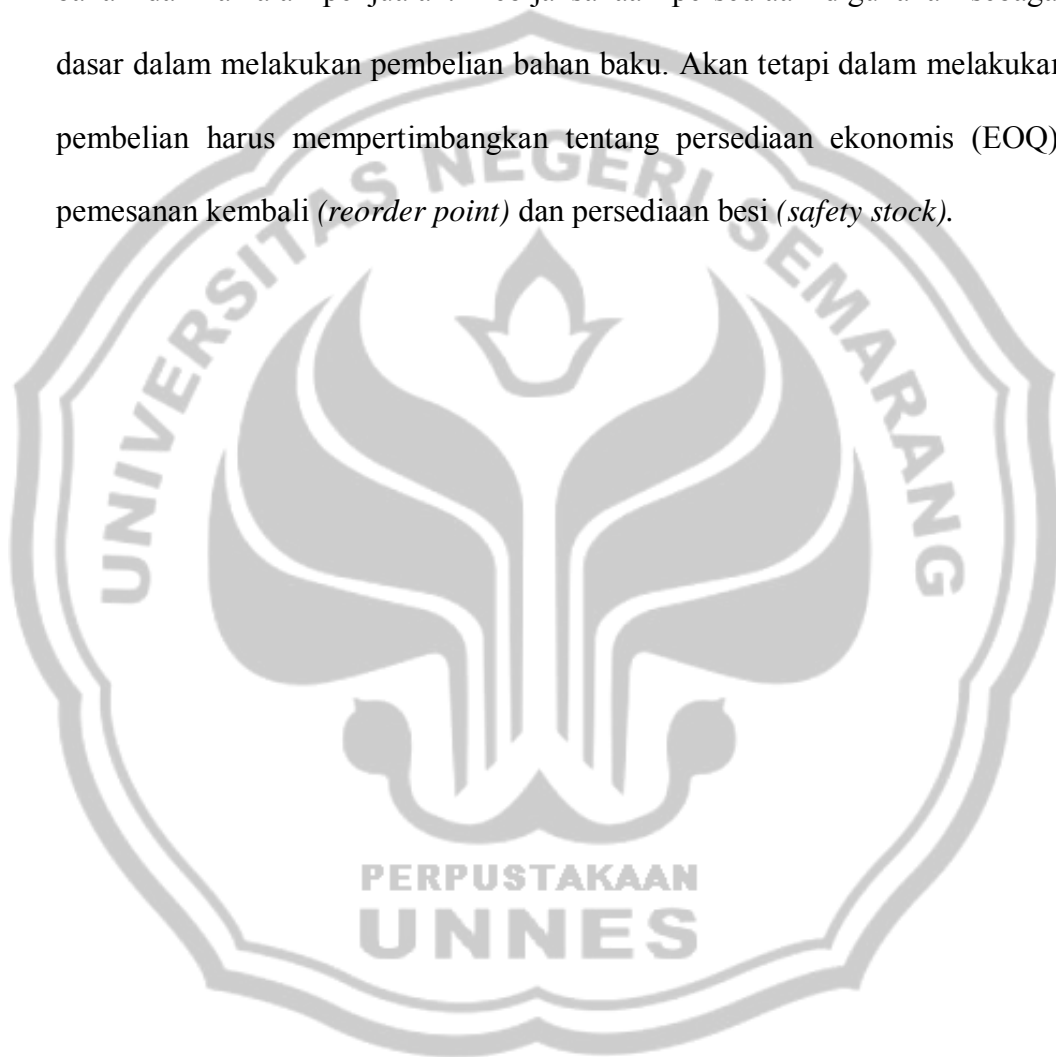 dasar dalam melakukan pembelian bahan baku. Akan tetapi dalam melakukan
pembelian harus mempertimbangkan tentang persediaan ekonomis (EOQ)
pemesanan kembali (reorder point) dan persediaan besi (safety stock).
UNIVERSITAS NEGERI SEMARANG
PERPUSTAKAAN
UNNES